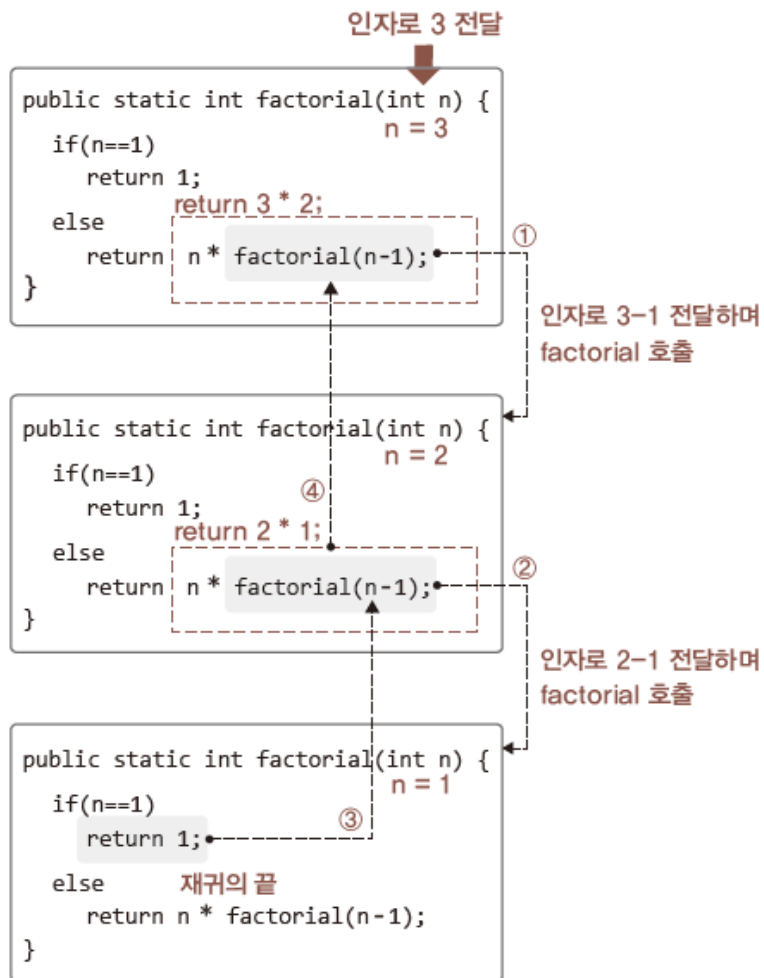 인자로 3 전달
public static int factorial(int n) {
n = 3
if(n==1)
return 1;
return 3 * 2;
else
return n * factorial(n-1);
}
①
인자로 3-1 전달하며
factorial 호출
public static int factorial(int n) {
n = 2
if(n==1)
return 1;
④
return 2 * 1;
else
return n * factorial(n-1);
}
②
인자로 2-1 전달하며
factorial 호출
public static int factorial(int n) {
n = 1
if(n==1)
return 1;
③
else 재귀의 끝
return n * factorial(n-1);
}